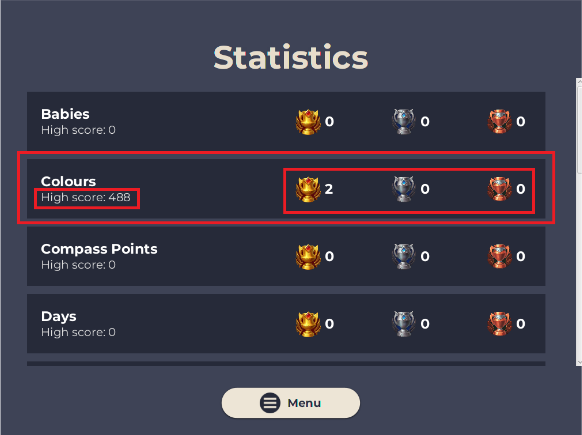 Statistics
Babies
High score: 0
0 0 0
Colours
High score: 488
2 0 0
Compass Points
High score: 0
0 0 0
Days
High score: 0
0 0 0
Menu